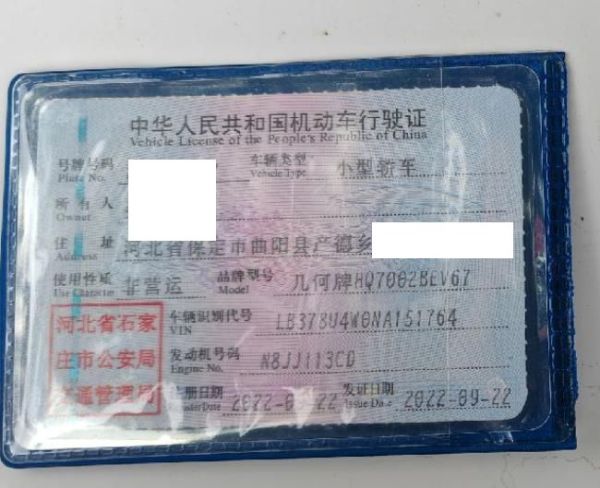 中华人民共和国机动车行驶证
Vehicle License of the People's Republic of China
号牌号码 车辆类型 小型轿车
Plate No. Vehicle Type
所有人
Owner
住址 河北省保定市曲阳县产德乡
Address
使用性质 非营运 品牌型号 几何牌HQ7002BEV67
Use Character Model
河北省石家 车辆识别代号 LB378U4W0NA151764
VIN
庄市公安局 发动机号码 N8JJ113CD
Engine No.
交通管理局 注册日期 发证日期 2022-09-22
Register Date Issue Date